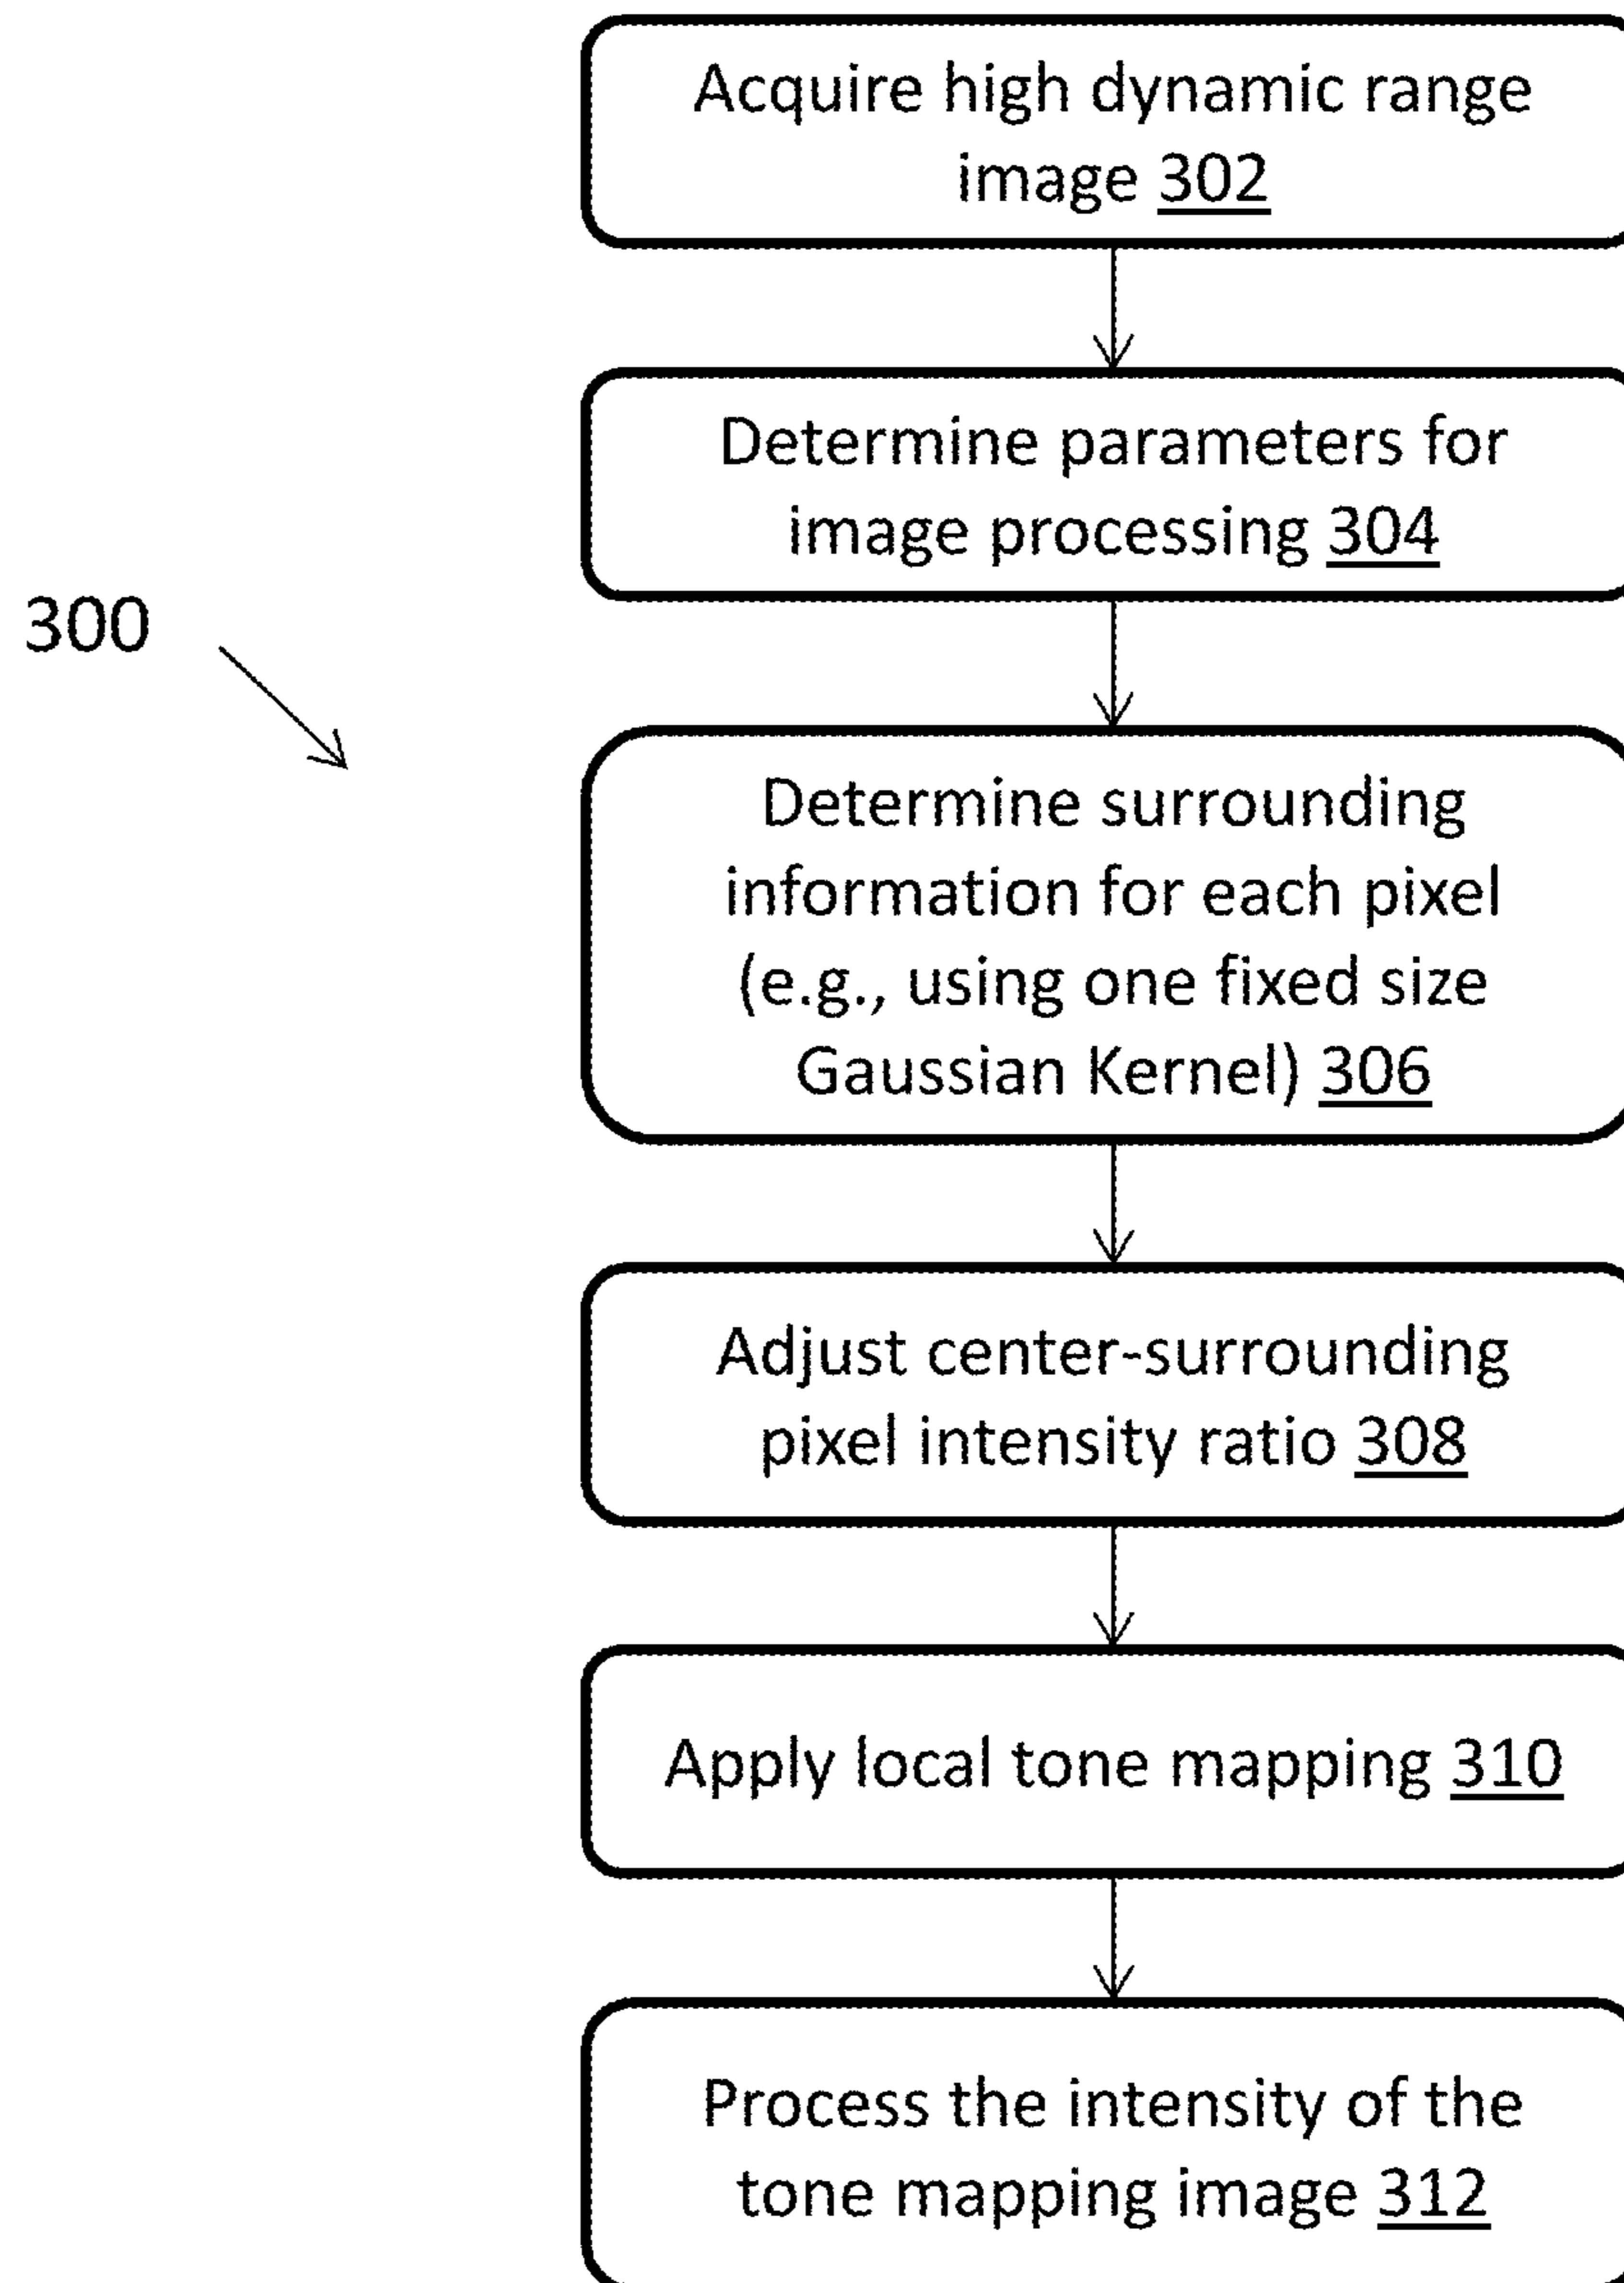 Acquire high dynamic range
image 302
Determine parameters for
image processing 304
300
Determine surrounding
information for each pixel
(e.g., using one fixed size
Gaussian Kernel) 306
Adjust center-surrounding
pixel intensity ratio 308
Apply local tone mapping 310
Process the intensity of the
tone mapping image 312